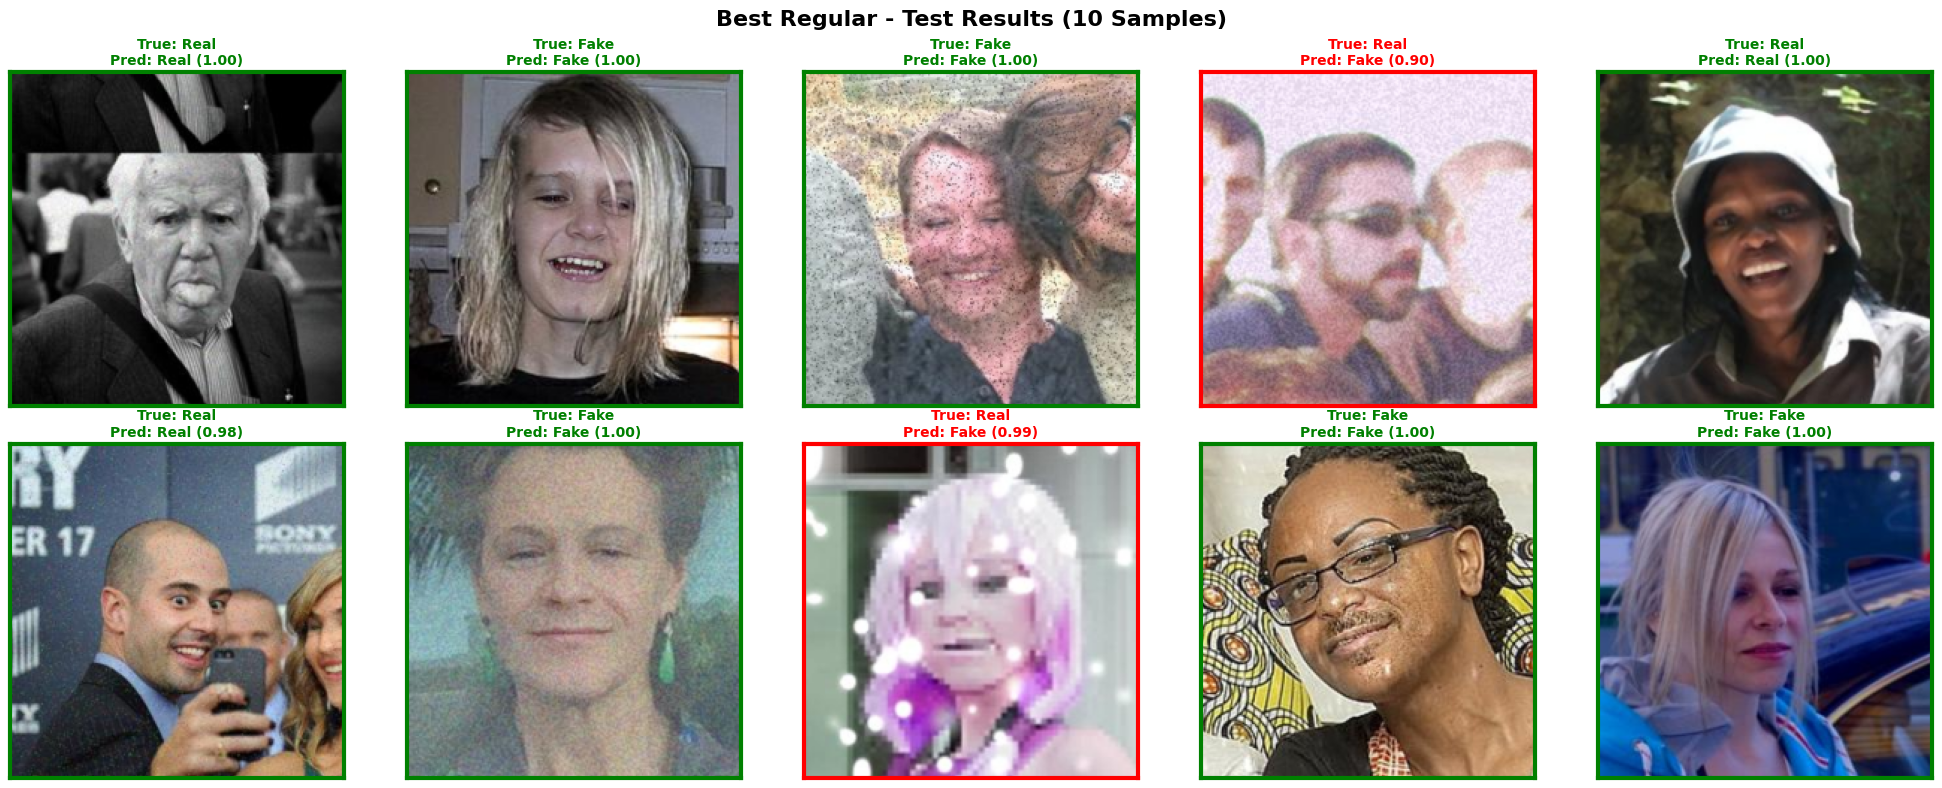 Best Regular - Test Results (10 Samples)
True: Real
Pred: Real (1.00)
True: Fake
Pred: Fake (1.00)
True: Fake
Pred: Fake (1.00)
True: Real
Pred: Fake (0.90)
True: Real
Pred: Real (1.00)
True: Real
Pred: Real (0.98)
RY
ER 17
SONY
PICTURES
True: Fake
Pred: Fake (1.00)
True: Real
Pred: Fake (0.99)
True: Fake
Pred: Fake (1.00)
True: Fake
Pred: Fake (1.00)